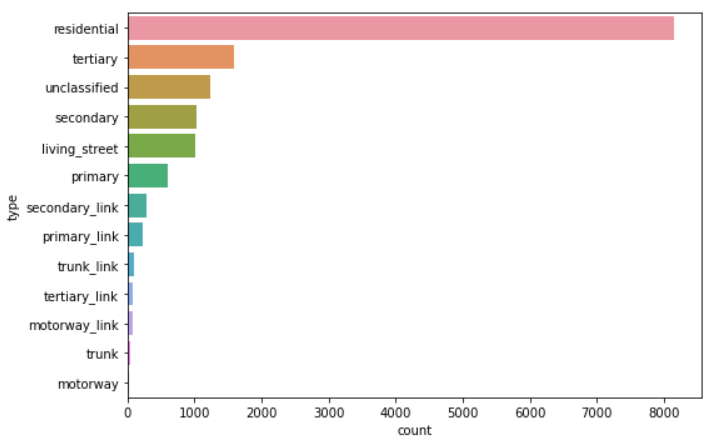 residential
tertiary
unclassified
secondary
living_street
primary
secondary_link
primary_link
trunk_link
tertiary_link
motorway_link
trunk
motorway
type
0 1000 2000 3000 4000 5000 6000 7000 8000
count